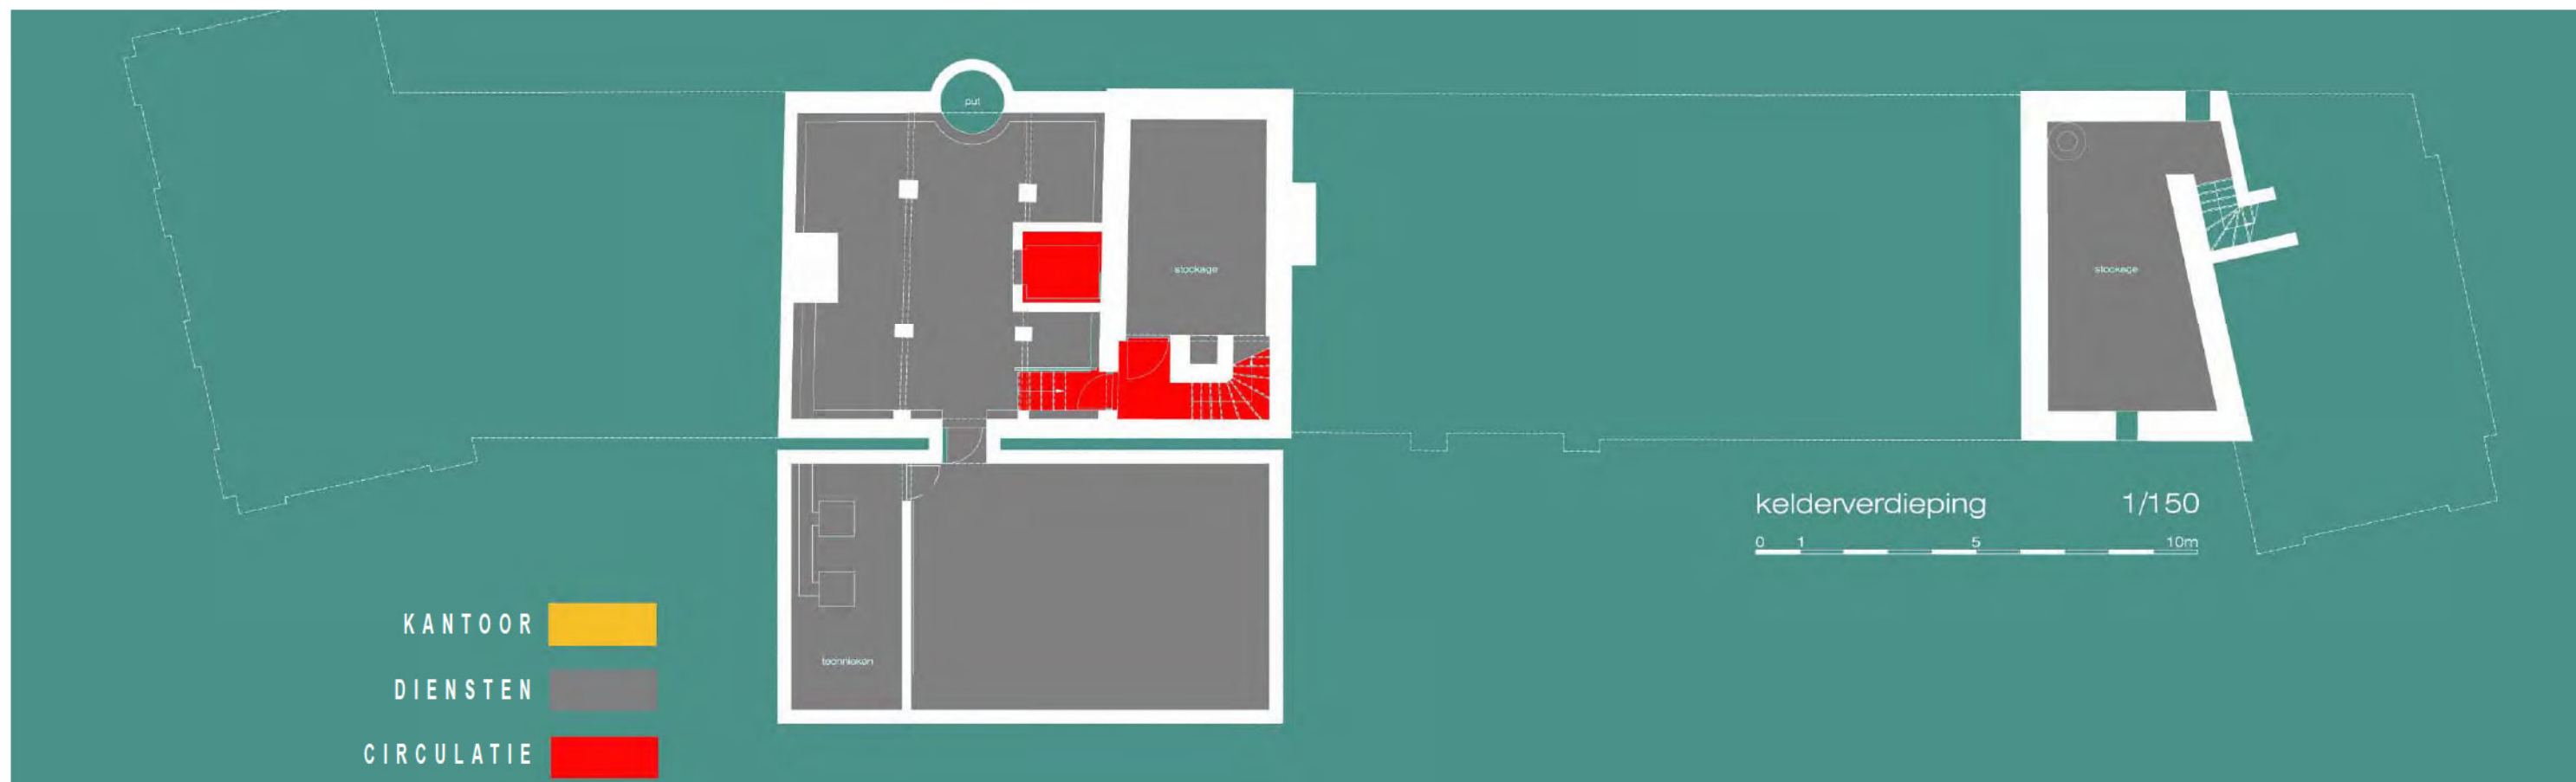 put
stockage
stockage
kelderverdieping 1/150
0 1 5 10m
KANTOOR
technieken
DIENSTEN
CIRCULATIE